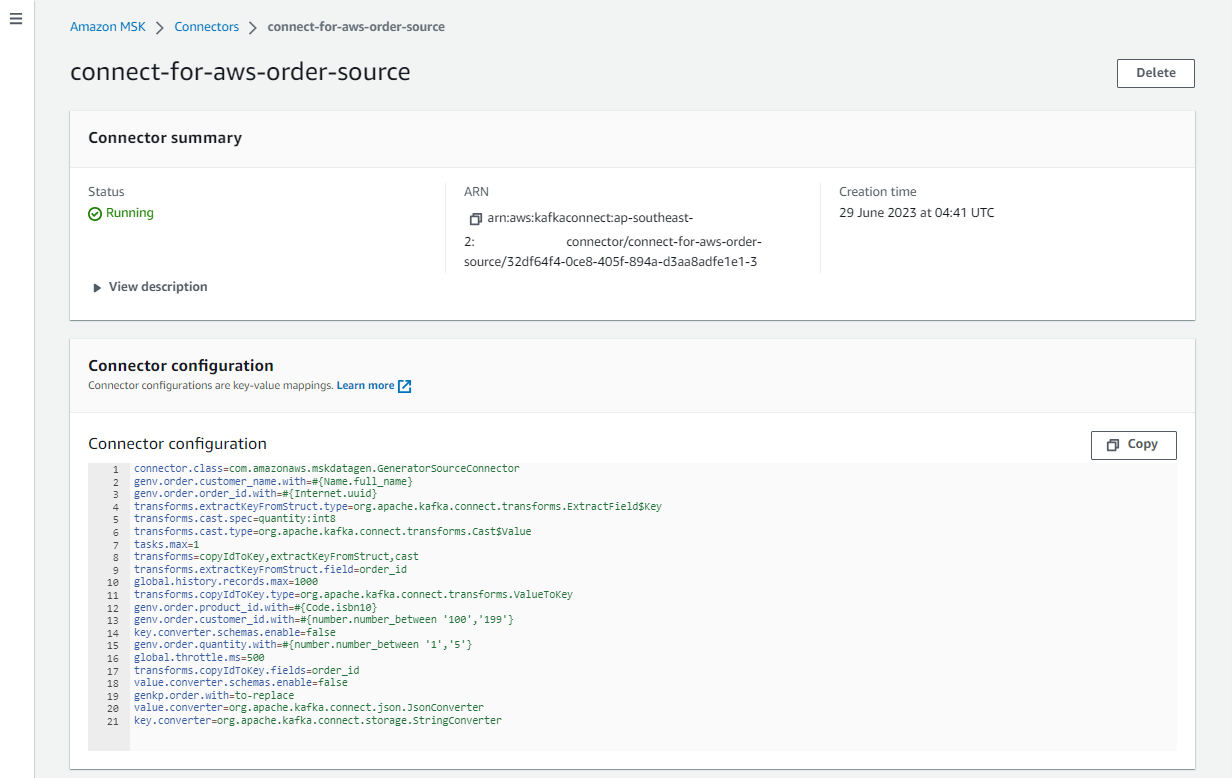 Amazon MSK > Connectors > connect-for-aws-order-source
connect-for-aws-order-source
Delete
Connector summary
Status
Running
ARN
arn:aws:kafkaconnect:ap-southeast-
2: connector/connect-for-aws-order-
source/32df64f4-0ce8-405f-894a-d3aa8adfe1e1-3
Creation time
29 June 2023 at 04:41 UTC
View description
Connector configuration
Connector configurations are key-value mappings. Learn more
Connector configuration
Copy
1 connector.class=com.amazonaws.mskdatagen.GeneratorSourceConnector
2 genv.order.customer_name.with=#{Name.full_name}
3 genv.order.order_id.with=#{Internet.uuid}
4 transforms.extractKeyFromStruct.type=org.apache.kafka.connect.transforms.ExtractField$Key
5 transforms.cast.spec=quantity:int8
6 transforms.cast.type=org.apache.kafka.connect.transforms.Cast$Value
7 tasks.max=1
8 transforms=copyIdToKey,extractKeyFromStruct,cast
9 transforms.extractKeyFromStruct.field=order_id
10 global.history.records.max=1000
11 transforms.copyIdToKey.type=org.apache.kafka.connect.transforms.ValueToKey
12 genv.order.product_id.with=#{Code.isbn10}
13 genv.order.customer_id.with=#{number.number_between '100','199'}
14 key.converter.schemas.enable=false
15 genv.order.quantity.with=#{number.number_between '1','5'}
16 global.throttle.ms=500
17 transforms.copyIdToKey.fields=order_id
18 value.converter.schemas.enable=false
19 genkp.order.with=to-replace
20 value.converter=org.apache.kafka.connect.json.JsonConverter
21 key.converter=org.apache.kafka.connect.storage.StringConverter